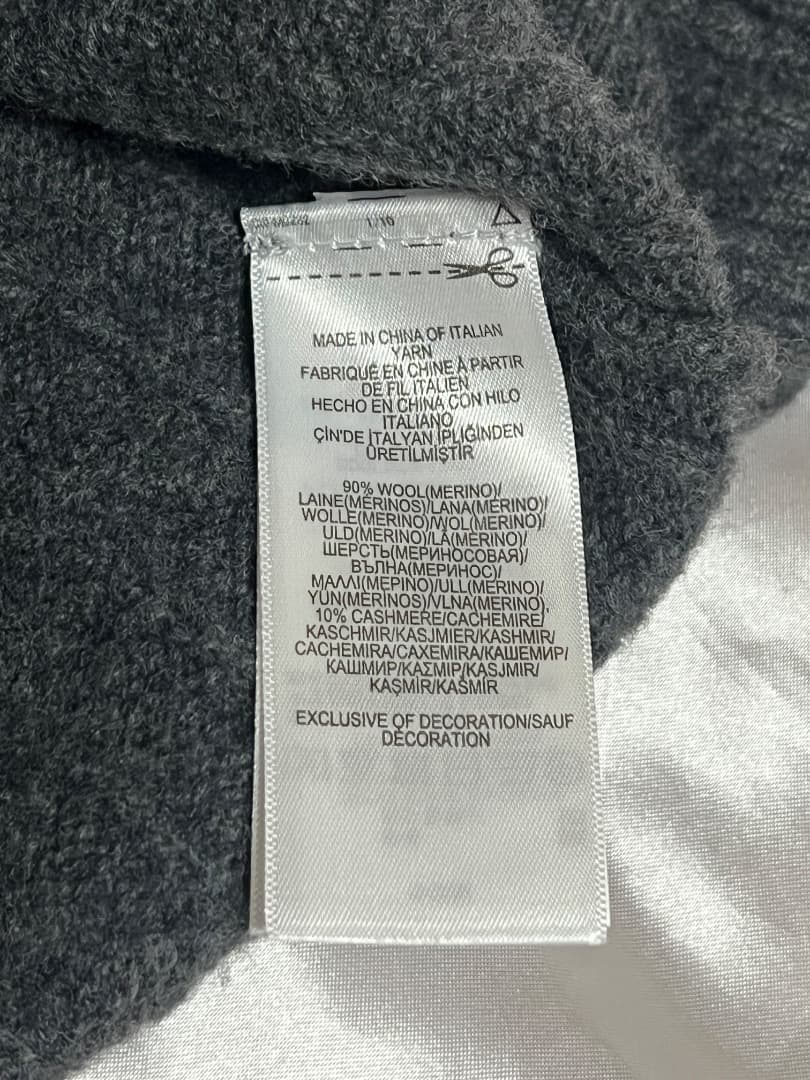 1/10
MADE IN CHINA OF ITALIAN
YARN
FABRIQUÉ EN CHINE À PARTIR
DE FIL ITALIEN
HECHO EN CHINA CON HILO
ITALIANO
ÇİN'DE İTALYAN İPLİĞİNDEN
ÜRETİLMİŞTİR
90% WOOL(MERINO)/
LAINE(MÉRINOS)/LANA(MERINO)/
WOLLE(MERINO)/WOL(MERINO)/
ULD(MERINO)/LÃ(MERINO)/
ШЕРСТЬ(МЕРИНОСОВАЯ)/
ВЪЛНА(МЕРИНОС)/
ΜΑΛΛΙ(ΜΕΡΙΝΟ)/ULL(MERINO)/
YÜN(MERİNOS)/VLNA(MERINO),
10% CASHMERE/CACHEMIRE/
KASCHMIR/KASJMIER/KASHMIR/
CACHEMIRA/CAXEMIRA/КАШЕМИР/
КАШМИР/ΚΑΣΜΙΡ/KASJMIR/
KAŞMİR/KAŠMÍR
EXCLUSIVE OF DECORATION/SAUF
DÉCORATION